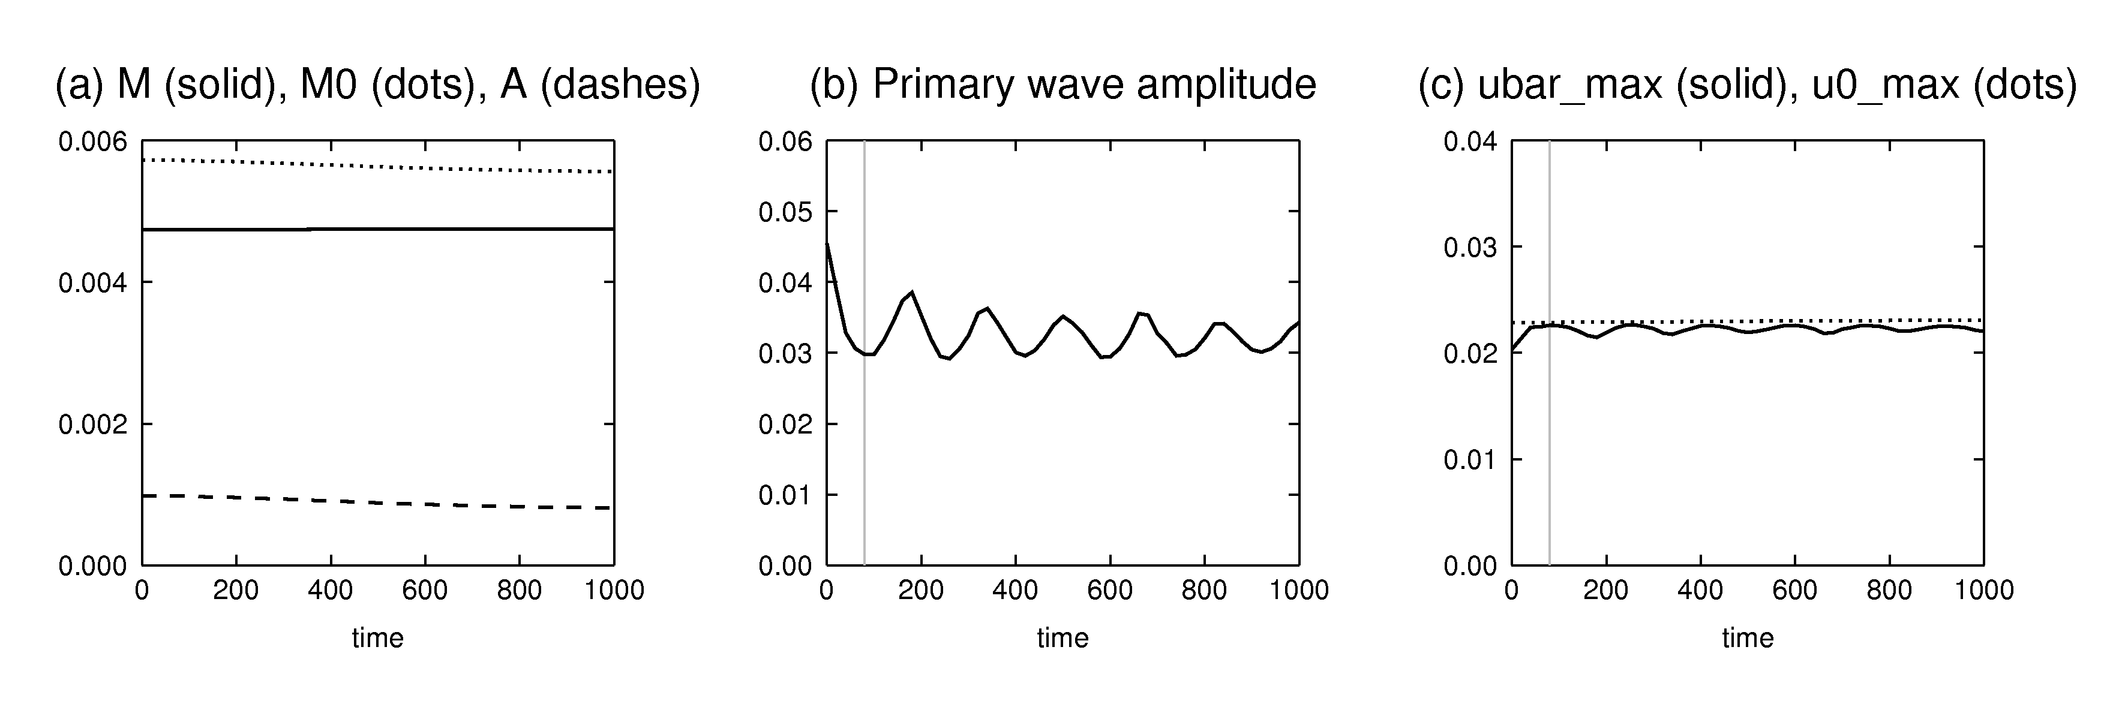 (a) M (solid), M0 (dots), A (dashes)
0.006
0.004
0.002
0.000
0 200 400 600 800 1000
time
(b) Primary wave amplitude
0.06
0.05
0.04
0.03
0.02
0.01
0.00
0 200 400 600 800 1000
time
(c) ubar_max (solid), u0_max (dots)
0.04
0.03
0.02
0.01
0.00
0 200 400 600 800 1000
time